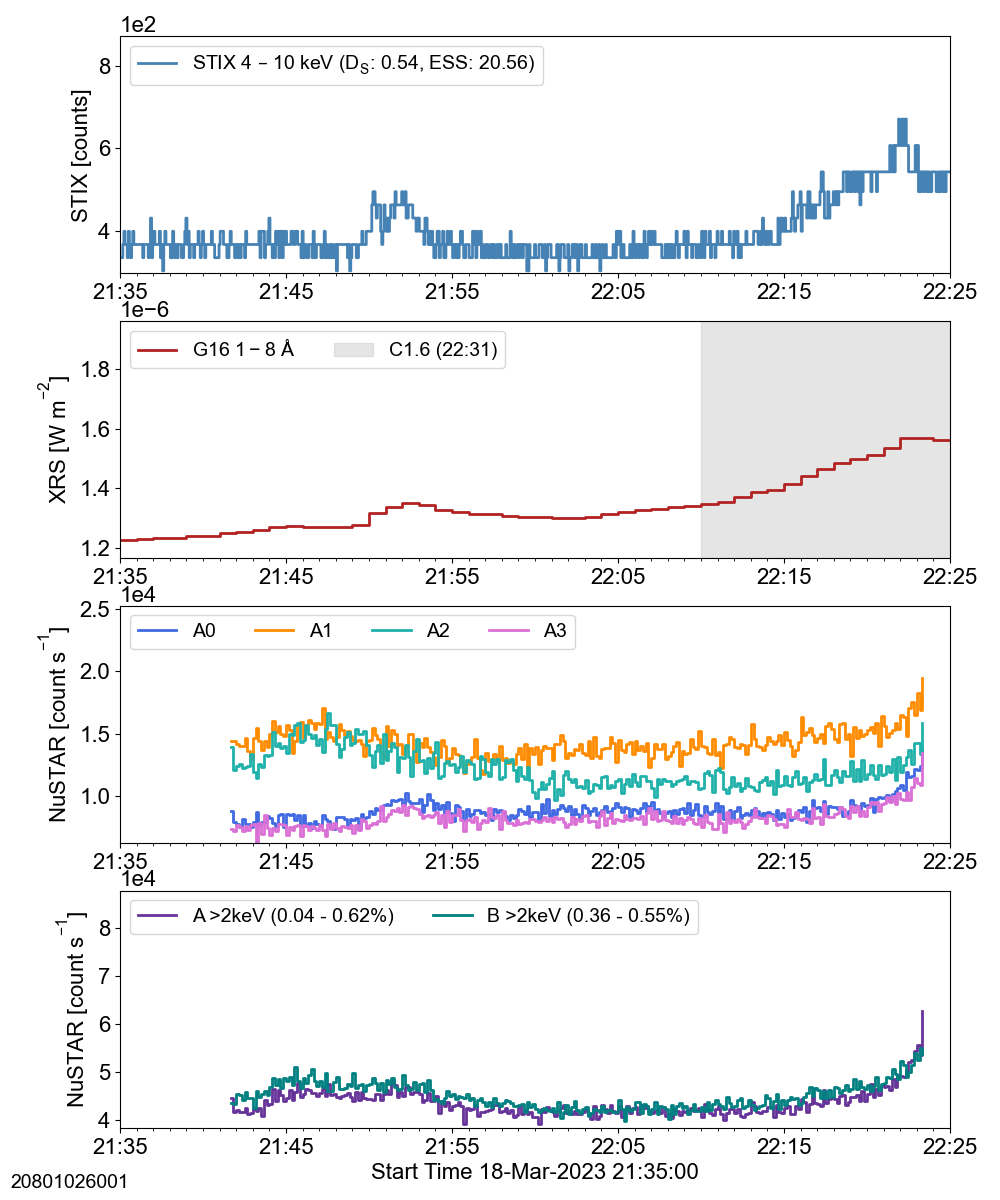 1e2
STIX 4 – 10 keV (DS: 0.54, ESS: 20.56)
STIX [counts]
8
6
4
21:35 21:45 21:55 22:05 22:15 22:25
1e−6
G16 1 – 8 Å C1.6 (22:31)
XRS [W m−2]
1.8
1.6
1.4
1.2
21:35 21:45 21:55 22:05 22:15 22:25
1e4
A0 A1 A2 A3
NuSTAR [count s−1]
2.5
2.0
1.5
1.0
21:35 21:45 21:55 22:05 22:15 22:25
1e4
A >2keV (0.04 - 0.62%) B >2keV (0.36 - 0.55%)
NuSTAR [count s−1]
8
7
6
5
4
21:35 21:45 21:55 22:05 22:15 22:25
Start Time 18-Mar-2023 21:35:00
20801026001